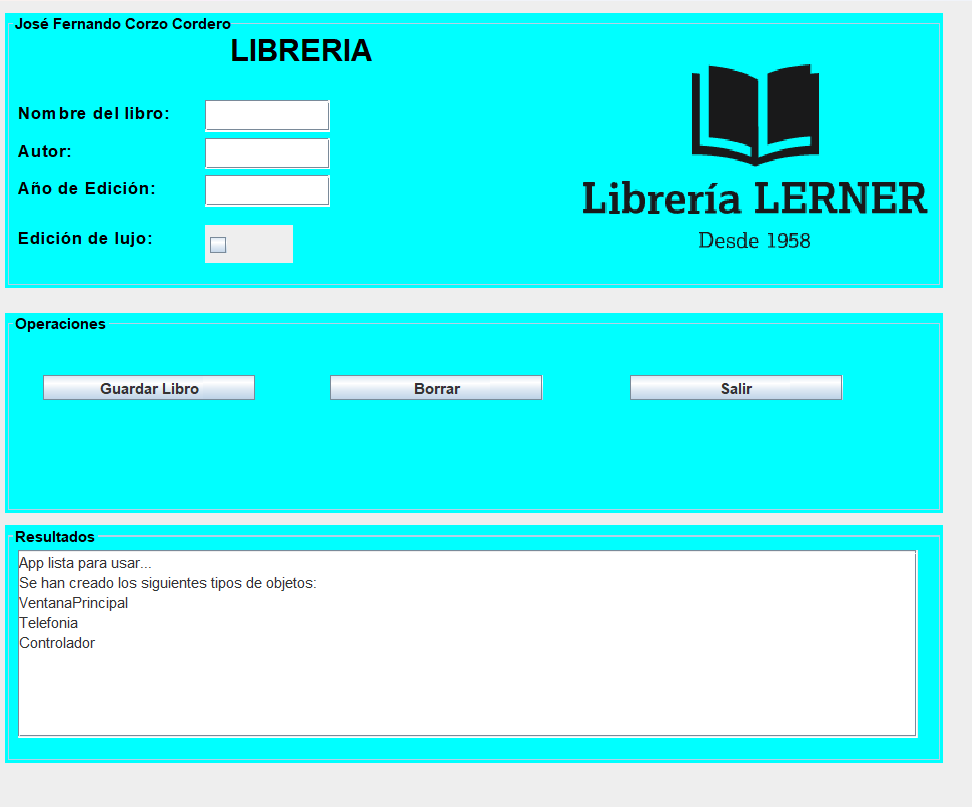 José Fernando Corzo Cordero
LIBRERIA
Nombre del libro:
Autor:
Año de Edición:
Edición de lujo:
Librería LERNER
Desde 1958
Operaciones
Guardar Libro
Borrar
Salir
Resultados
App lista para usar...
Se han creado los siguientes tipos de objetos:
VentanaPrincipal
Telefonia
Controlador